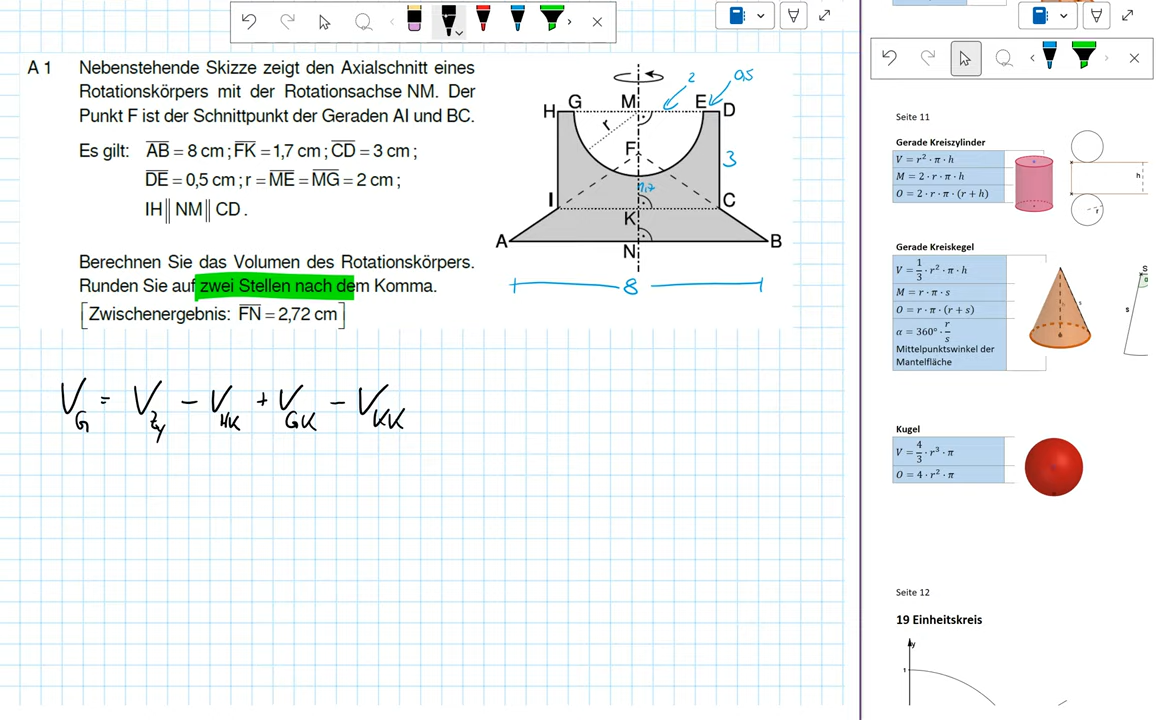 A 1 Nebenstehende Skizze zeigt den Axialschnitt eines
Rotationskörpers mit der Rotationsachse NM. Der
Punkt F ist der Schnittpunkt der Geraden AI und BC.
Es gilt: AB = 8 cm ; FK = 1,7 cm ; CD = 3 cm ;
DE = 0,5 cm ; r = ME = MG = 2 cm ;
IH || NM || CD .
Berechnen Sie das Volumen des Rotationskörpers.
Runden Sie auf zwei Stellen nach dem Komma.
[Zwischenergebnis: FN = 2,72 cm]
2 0,5
H G M E D
r
F
3
1,7
I C
K
A B
N
8
V_G = V_Zy - V_HK + V_GK - V_KK
Seite 11
Gerade Kreiszylinder
V = r² · π · h
M = 2 · r · π · h
O = 2 · r · π · (r + h)
h
r
Gerade Kreiskegel
V = 1/3 · r² · π · h
M = r · π · s
O = r · π · (r + s)
α = 360° · r/s
Mittelpunktswinkel der
Mantelfläche
s
S
α
s
Kugel
V = 4/3 · r³ · π
O = 4 · r² · π
Seite 12
19 Einheitskreis
y
1